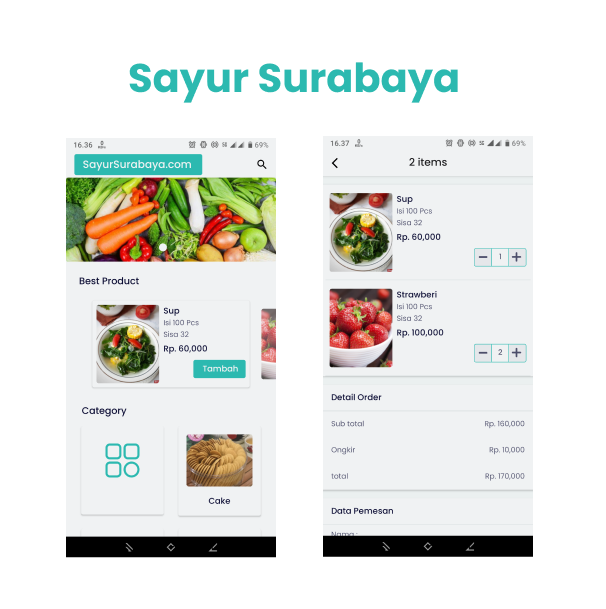 Sayur Surabaya
16.36
69%
SayurSurabaya.com
Best Product
Sup
Isi 100 Pcs
Sisa 32
Rp. 60,000
Tambah
Category
Cake
16.37
69%
2 items
Sup
Isi 100 Pcs
Sisa 32
Rp. 60,000
1
Strawberi
Isi 100 Pcs
Sisa 32
Rp. 100,000
2
Detail Order
Sub total Rp. 160,000
Ongkir Rp. 10,000
total Rp. 170,000
Data Pemesan
Nama :